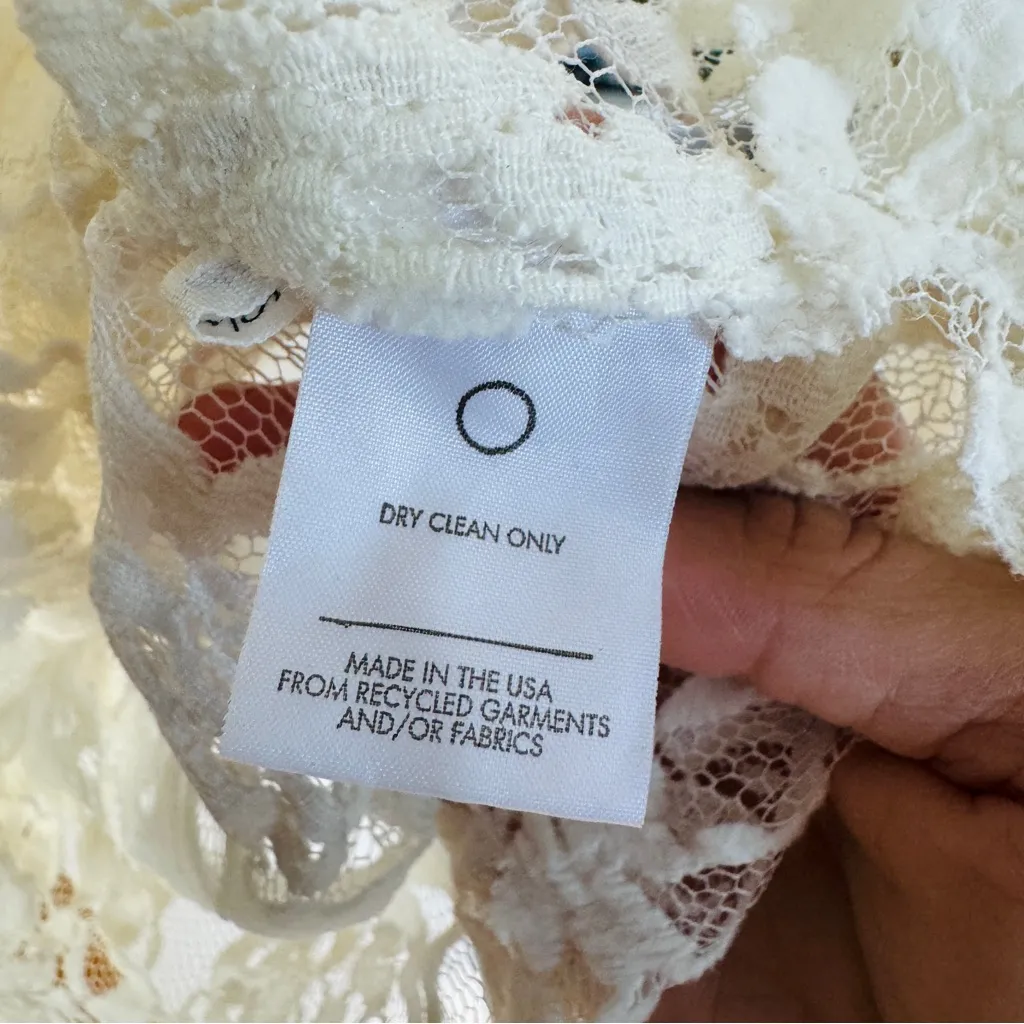 DRY CLEAN ONLY
MADE IN THE USA
FROM RECYCLED GARMENTS
AND/OR FABRICS